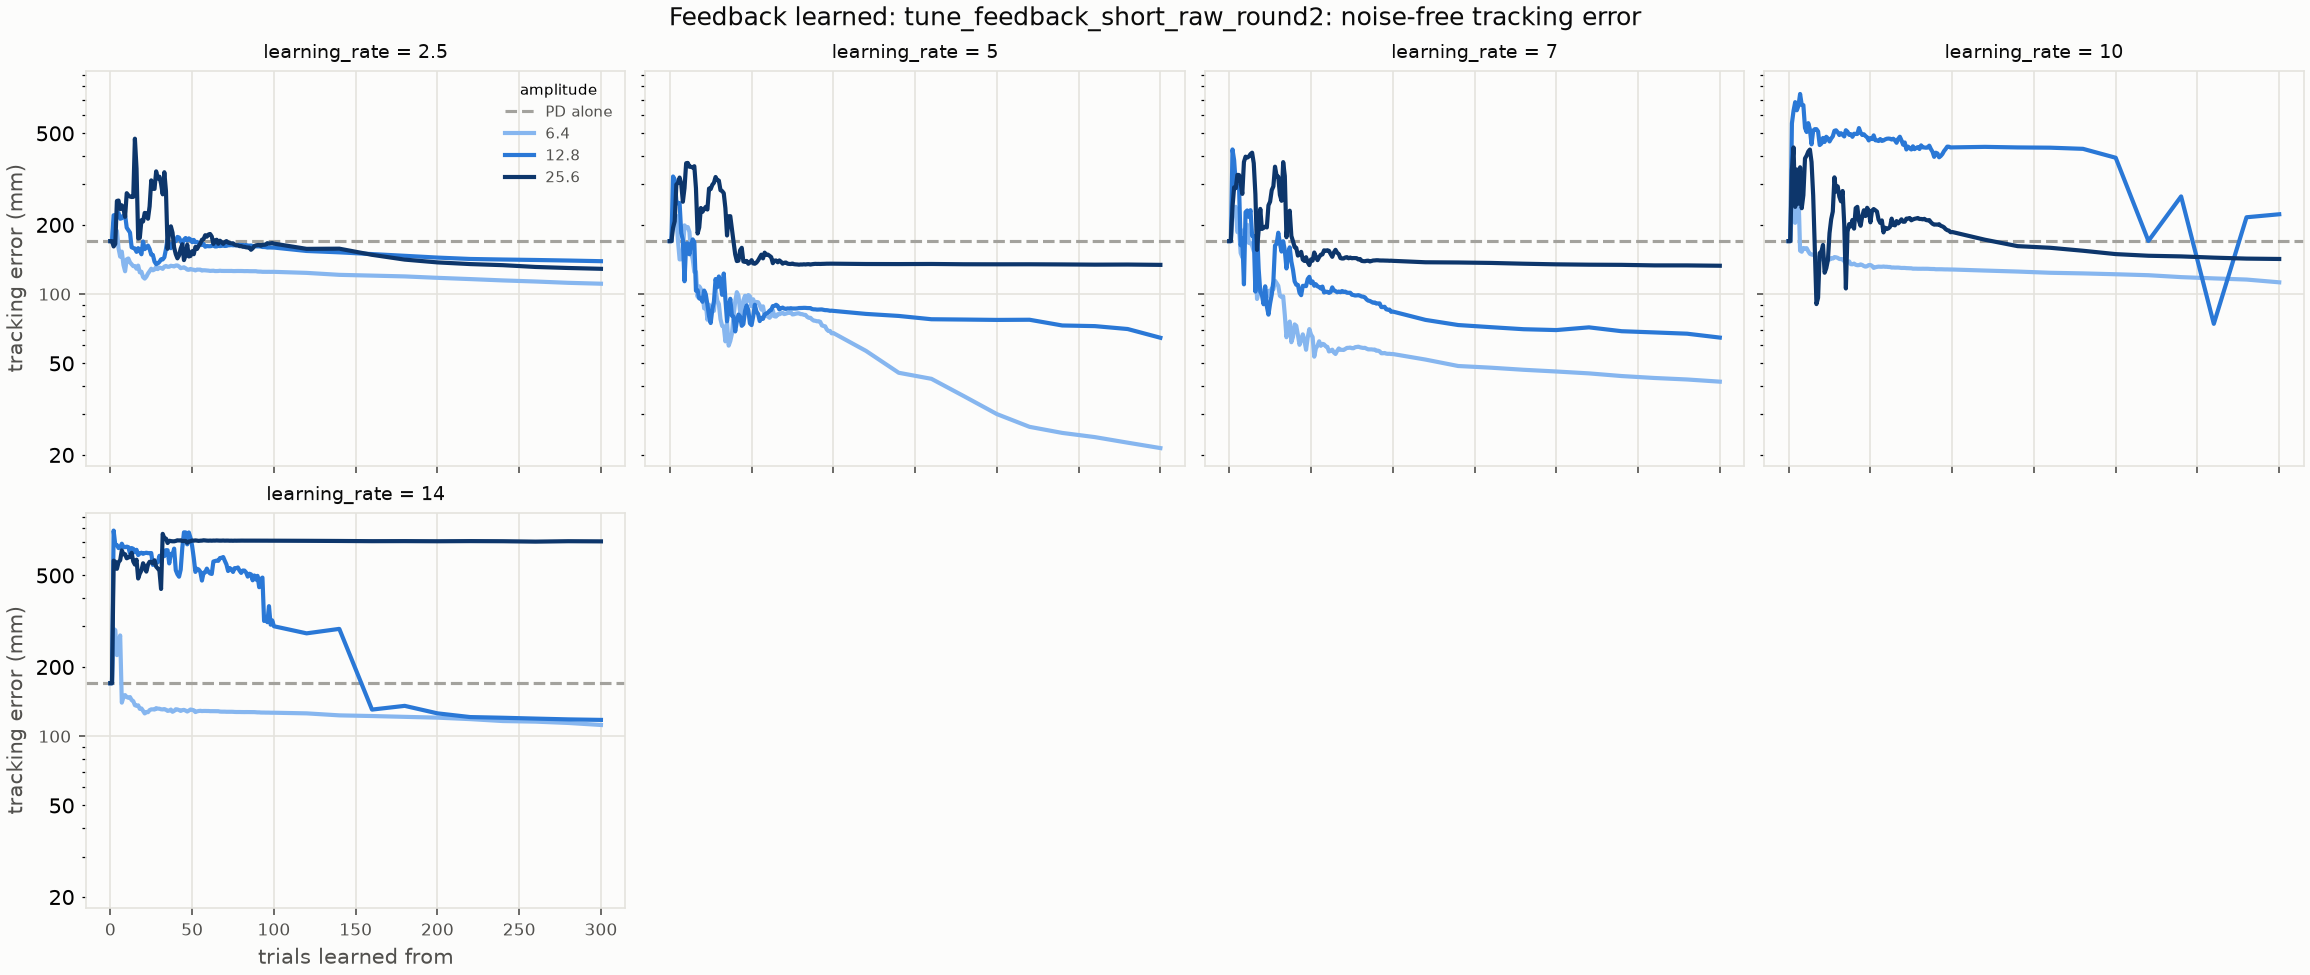 Feedback learned: tune_feedback_short_raw_round2: noise-free tracking error
learning_rate = 2.5
learning_rate = 5
learning_rate = 7
learning_rate = 10
amplitude
PD alone
6.4
12.8
25.6
500
200
100
50
20
tracking error (mm)
learning_rate = 14
500
200
100
50
20
tracking error (mm)
0 50 100 150 200 250 300
trials learned from